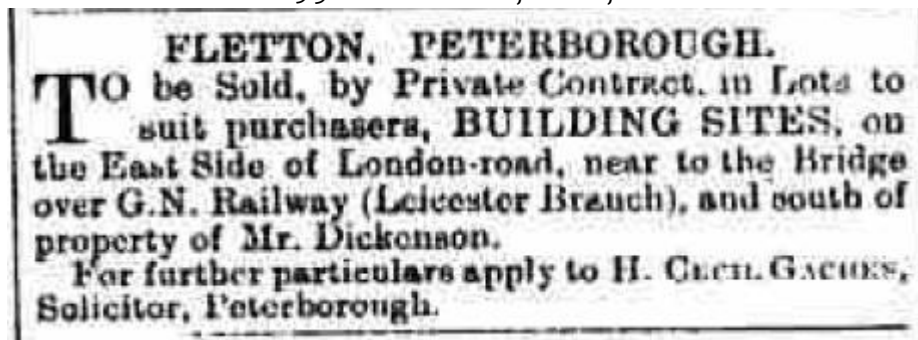 FLETTON, PETERBOROUGH.
TO be Sold, by Private Contract, in Lots to
suit purchasers, BUILDING SITES, on
the East Side of London-road, near to the Bridge
over G.N. Railway (Leicester Branch), and south of
property of Mr. Dickenson.
For further particulars apply to H. CECIL GACHES,
Solicitor, Peterborough.